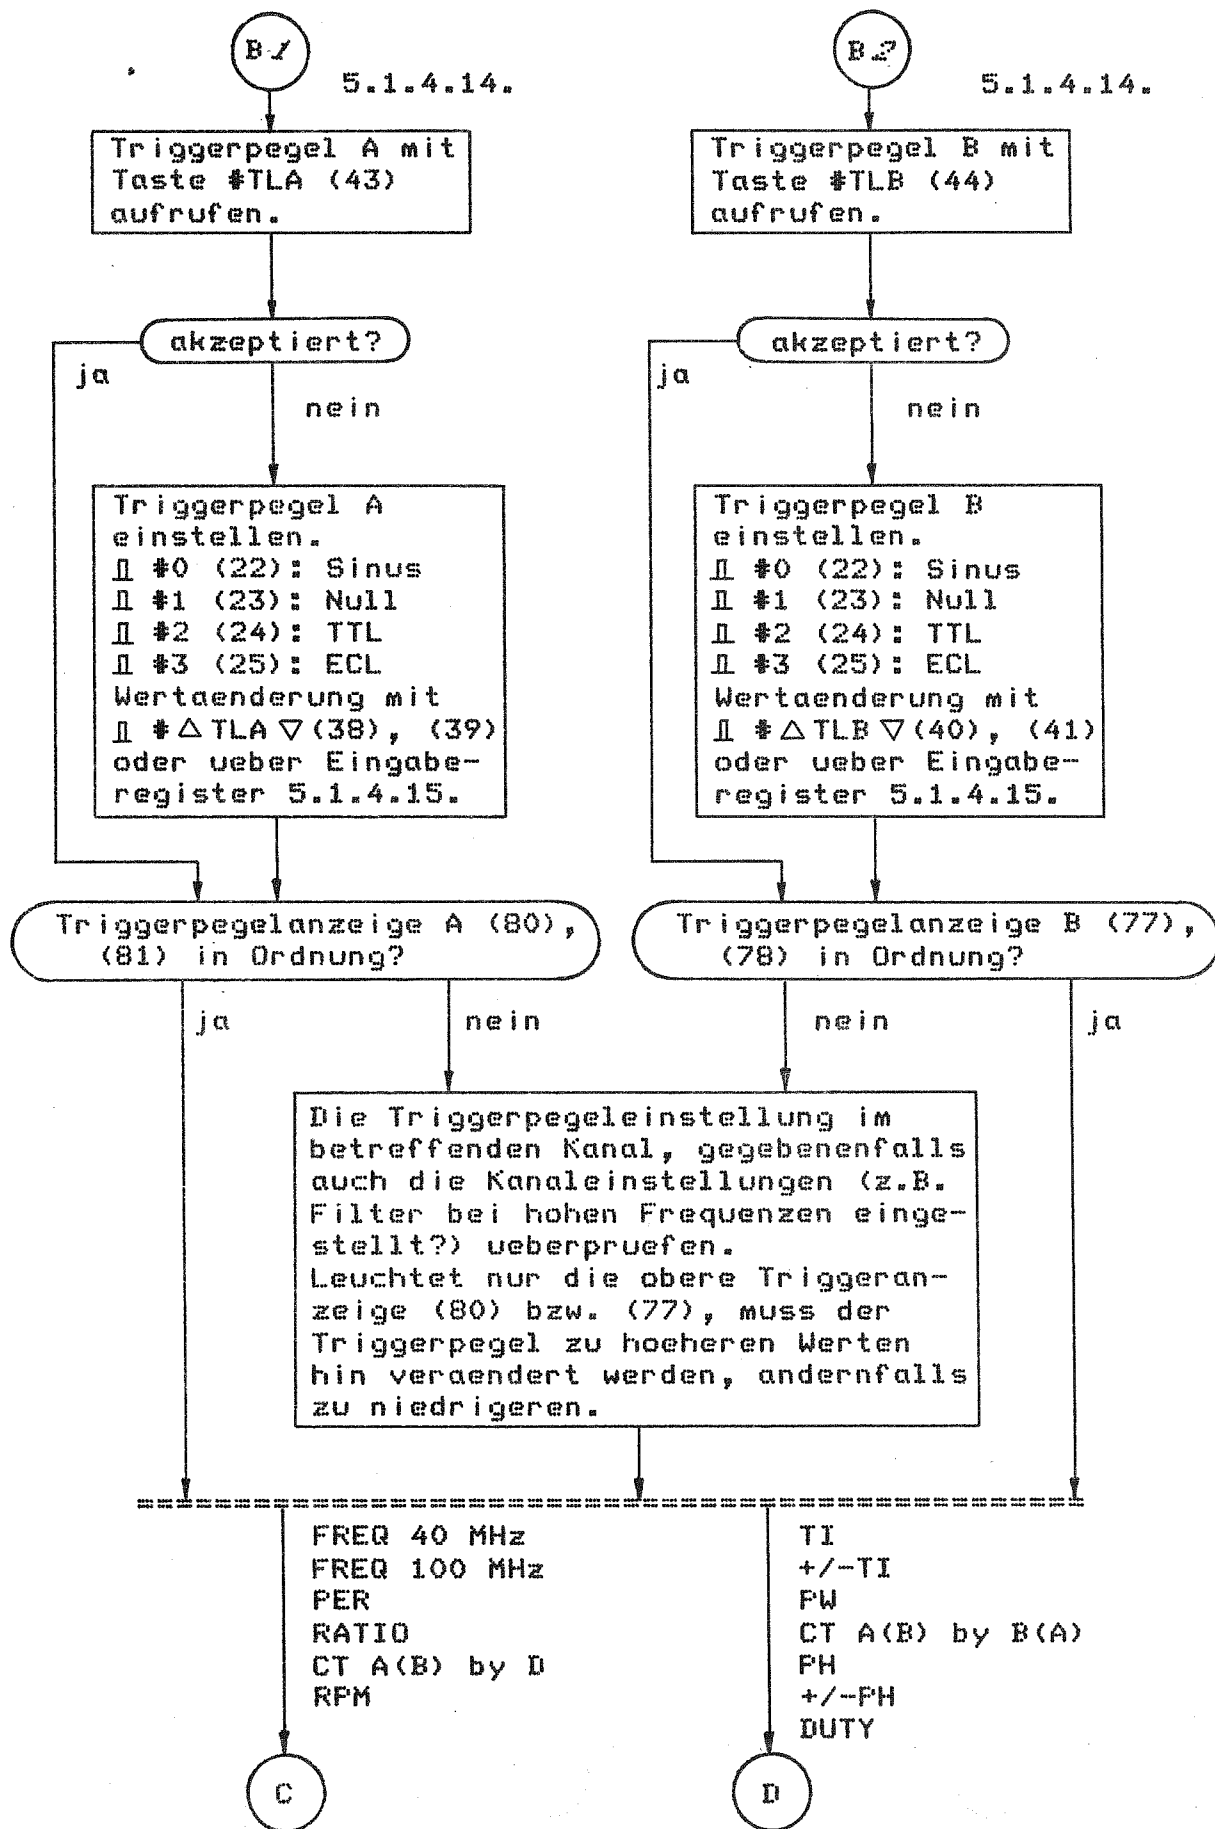 B1
5.1.4.14.
Triggerpegel A mit
Taste #TLA (43)
aufrufen.
akzeptiert?
ja
nein
Triggerpegel A
einstellen.
⎍ #0 (22): Sinus
⎍ #1 (23): Null
⎍ #2 (24): TTL
⎍ #3 (25): ECL
Wertaenderung mit
⎍ #△TLA▽(38), (39)
oder ueber Eingabe-
register 5.1.4.15.
Triggerpegelanzeige A (80),
(81) in Ordnung?
ja
nein
B2
5.1.4.14.
Triggerpegel B mit
Taste #TLB (44)
aufrufen.
akzeptiert?
ja
nein
Triggerpegel B
einstellen.
⎍ #0 (22): Sinus
⎍ #1 (23): Null
⎍ #2 (24): TTL
⎍ #3 (25): ECL
Wertaenderung mit
⎍ #△TLB▽(40), (41)
oder ueber Eingabe-
register 5.1.4.15.
Triggerpegelanzeige B (77),
(78) in Ordnung?
nein
ja
Die Triggerpegeleinstellung im
betreffenden Kanal, gegebenenfalls
auch die Kanaleinstellungen (z.B.
Filter bei hohen Frequenzen einge-
stellt?) ueberpruefen.
Leuchtet nur die obere Triggeran-
zeige (80) bzw. (77), muss der
Triggerpegel zu hoeheren Werten
hin veraendert werden, andernfalls
zu niedrigeren.
FREQ 40 MHz
FREQ 100 MHz
PER
RATIO
CT A(B) by D
RPM
C
TI
+/-TI
PW
CT A(B) by B(A)
PH
+/-PH
DUTY
D